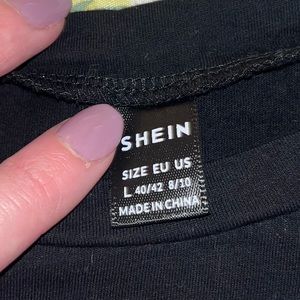 SHEIN
SIZE EU US
L 40/42 8/10
MADE IN CHINA